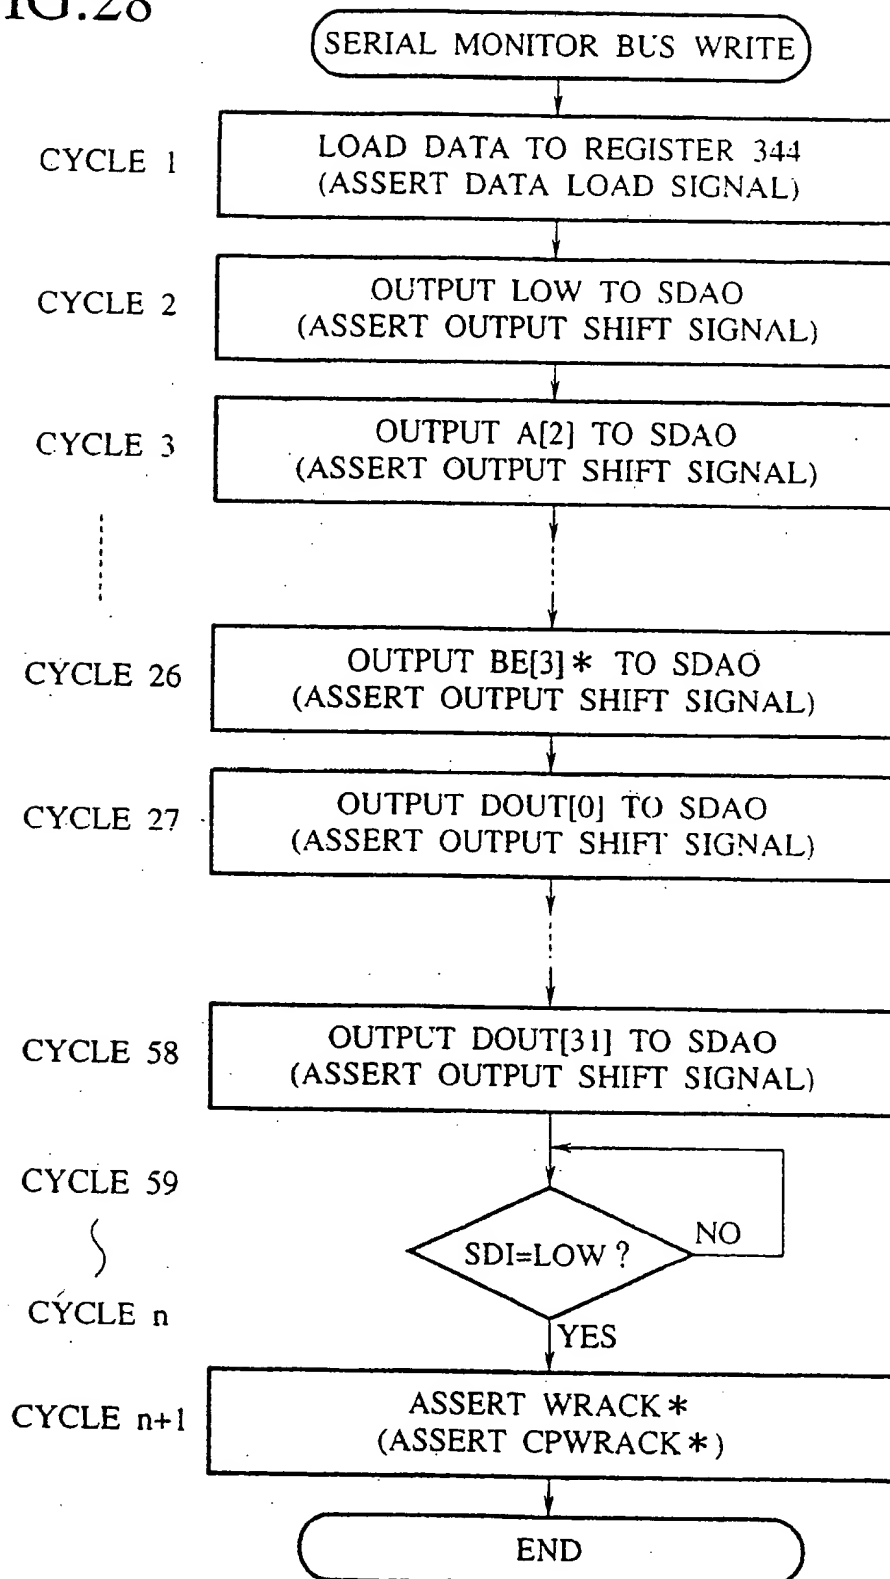 FIG.28
SERIAL MONITOR BUS WRITE
CYCLE 1
LOAD DATA TO REGISTER 344
(ASSERT DATA LOAD SIGNAL)
CYCLE 2
OUTPUT LOW TO SDAO
(ASSERT OUTPUT SHIFT SIGNAL)
CYCLE 3
OUTPUT A[2] TO SDAO
(ASSERT OUTPUT SHIFT SIGNAL)
CYCLE 26
OUTPUT BE[3]* TO SDAO
(ASSERT OUTPUT SHIFT SIGNAL)
CYCLE 27
OUTPUT DOUT[0] TO SDAO
(ASSERT OUTPUT SHIFT SIGNAL)
CYCLE 58
OUTPUT DOUT[31] TO SDAO
(ASSERT OUTPUT SHIFT SIGNAL)
CYCLE 59
SDI=LOW ?
NO
CYCLE n
YES
CYCLE n+1
ASSERT WRACK*
(ASSERT CPWRACK*)
END